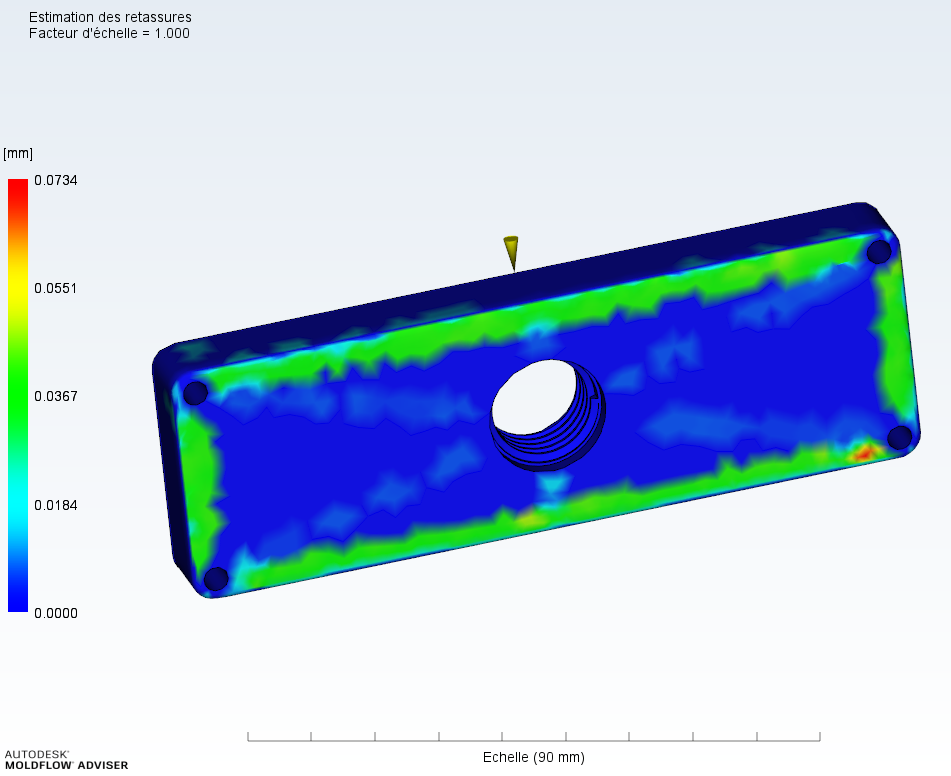 Estimation des retassures
Facteur d'échelle = 1.000
[mm]
0.0734
0.0551
0.0367
0.0184
0.0000
Echelle (90 mm)
AUTODESK®
MOLDFLOW® ADVISER